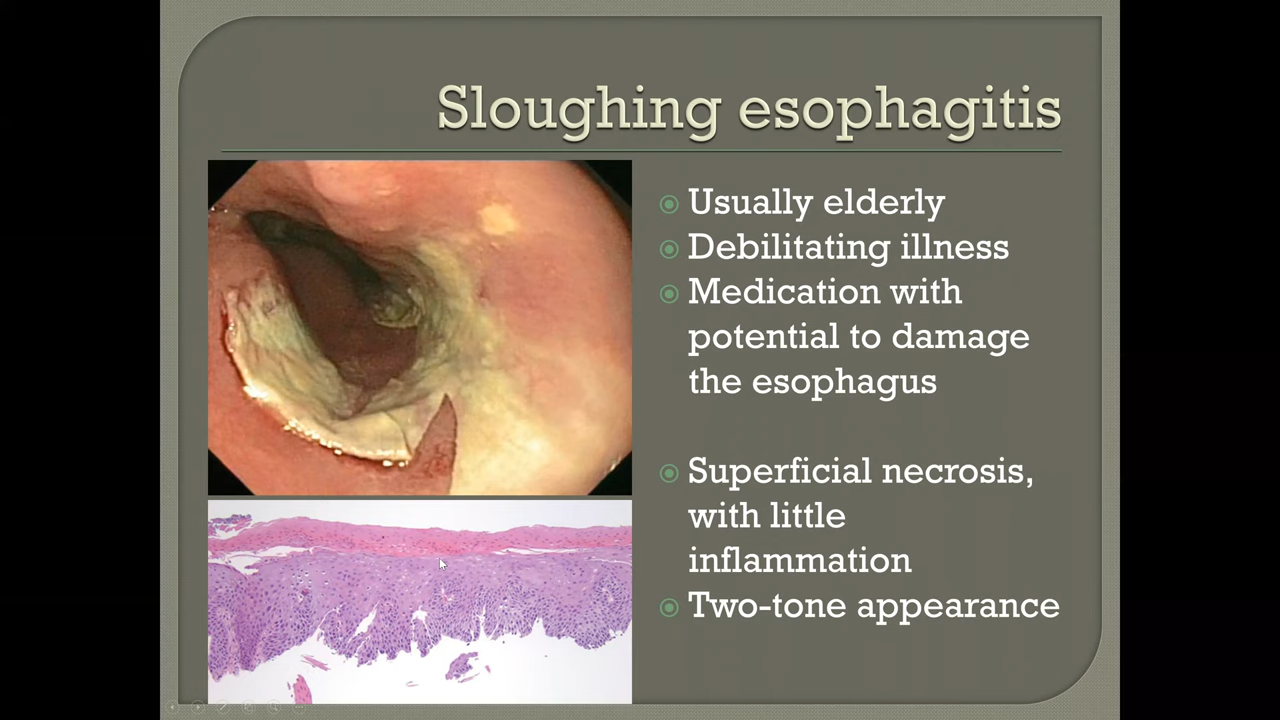 Sloughing esophagitis
Usually elderly
Debilitating illness
Medication with
potential to damage
the esophagus
Superficial necrosis,
with little
inflammation
Two-tone appearance